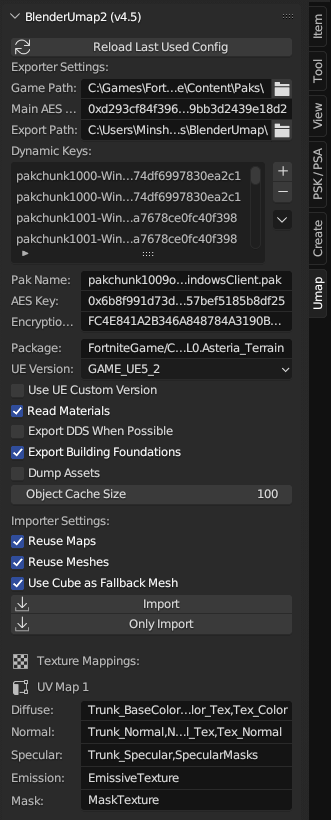 BlenderUmap2 (v4.5)
Reload Last Used Config
Exporter Settings:
Game Path: C:\Games\Fort...e\Content\Paks\
Main AES ... 0xd293cf84f396...9bb3d2439e18d2
Export Path: C:\Users\Minsh...s\BlenderUmap\
Dynamic Keys:
pakchunk1000-Win...74df6997830ea2c1
pakchunk1000-Win...74df6997830ea2c1
pakchunk1001-Win...a7678ce0fc40f398
pakchunk1001-Win...a7678ce0fc40f398
Pak Name: pakchunk1009o...indowsClient.pak
AES Key: 0x6b8f991d73d...57bef5185b8df25
Encryptio... FC4E841A2B346A848784A3190B...
Package: FortniteGame/C...L0.Asteria_Terrain
UE Version: GAME_UE5_2
Use UE Custom Version
Read Materials
Export DDS When Possible
Export Building Foundations
Dump Assets
Object Cache Size 100
Importer Settings:
Reuse Maps
Reuse Meshes
Use Cube as Fallback Mesh
Import
Only Import
Texture Mappings:
UV Map 1
Diffuse: Trunk_BaseColor...lor_Tex,Tex_Color
Normal: Trunk_Normal,N...l_Tex,Tex_Normal
Specular: Trunk_Specular,SpecularMasks
Emission: EmissiveTexture
Mask: MaskTexture
Item
Tool
View
PSK / PSA
Create
Umap